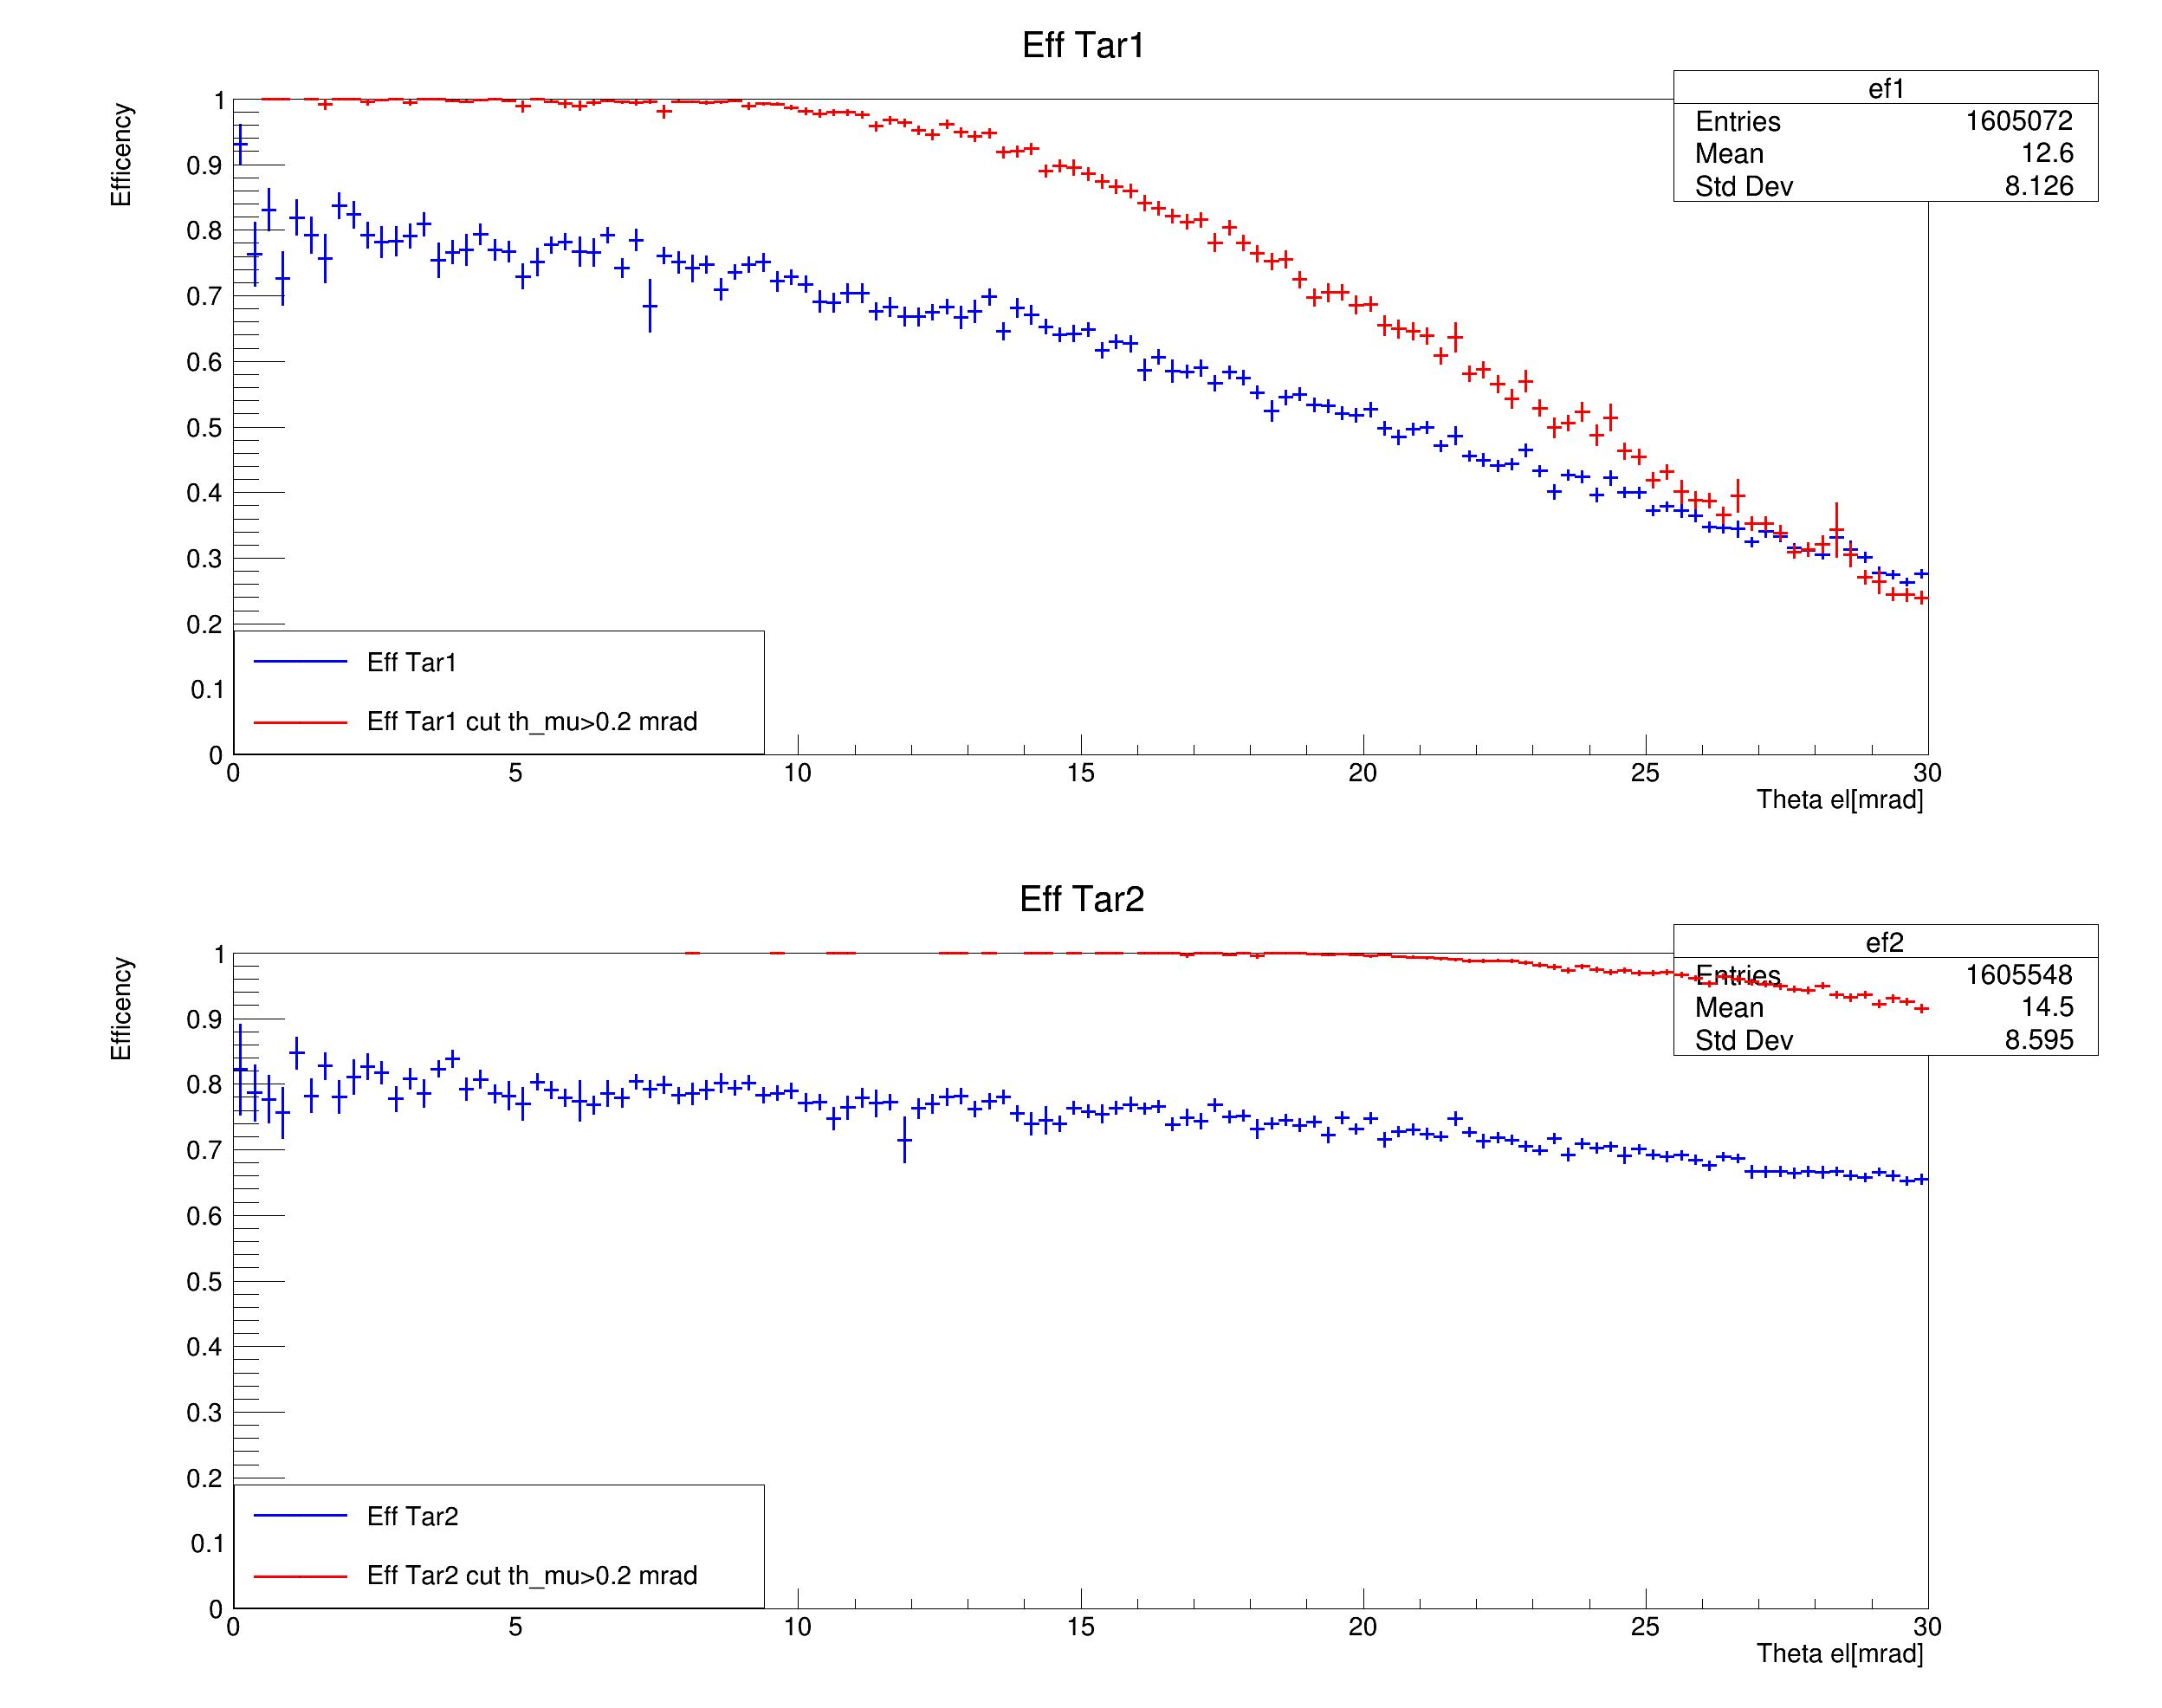 Eff Tar1
Efficency
ef1
Entries 1605072
Mean 12.6
Std Dev 8.126
1
0.9
0.8
0.7
0.6
0.5
0.4
0.3
0.2
0.1
0
Eff Tar1
Eff Tar1 cut th_mu>0.2 mrad
0 5 10 15 20 25 30
Theta el[mrad]
Eff Tar2
Efficency
ef2
Entries 1605548
Mean 14.5
Std Dev 8.595
1
0.9
0.8
0.7
0.6
0.5
0.4
0.3
0.2
0.1
0
Eff Tar2
Eff Tar2 cut th_mu>0.2 mrad
0 5 10 15 20 25 30
Theta el[mrad]